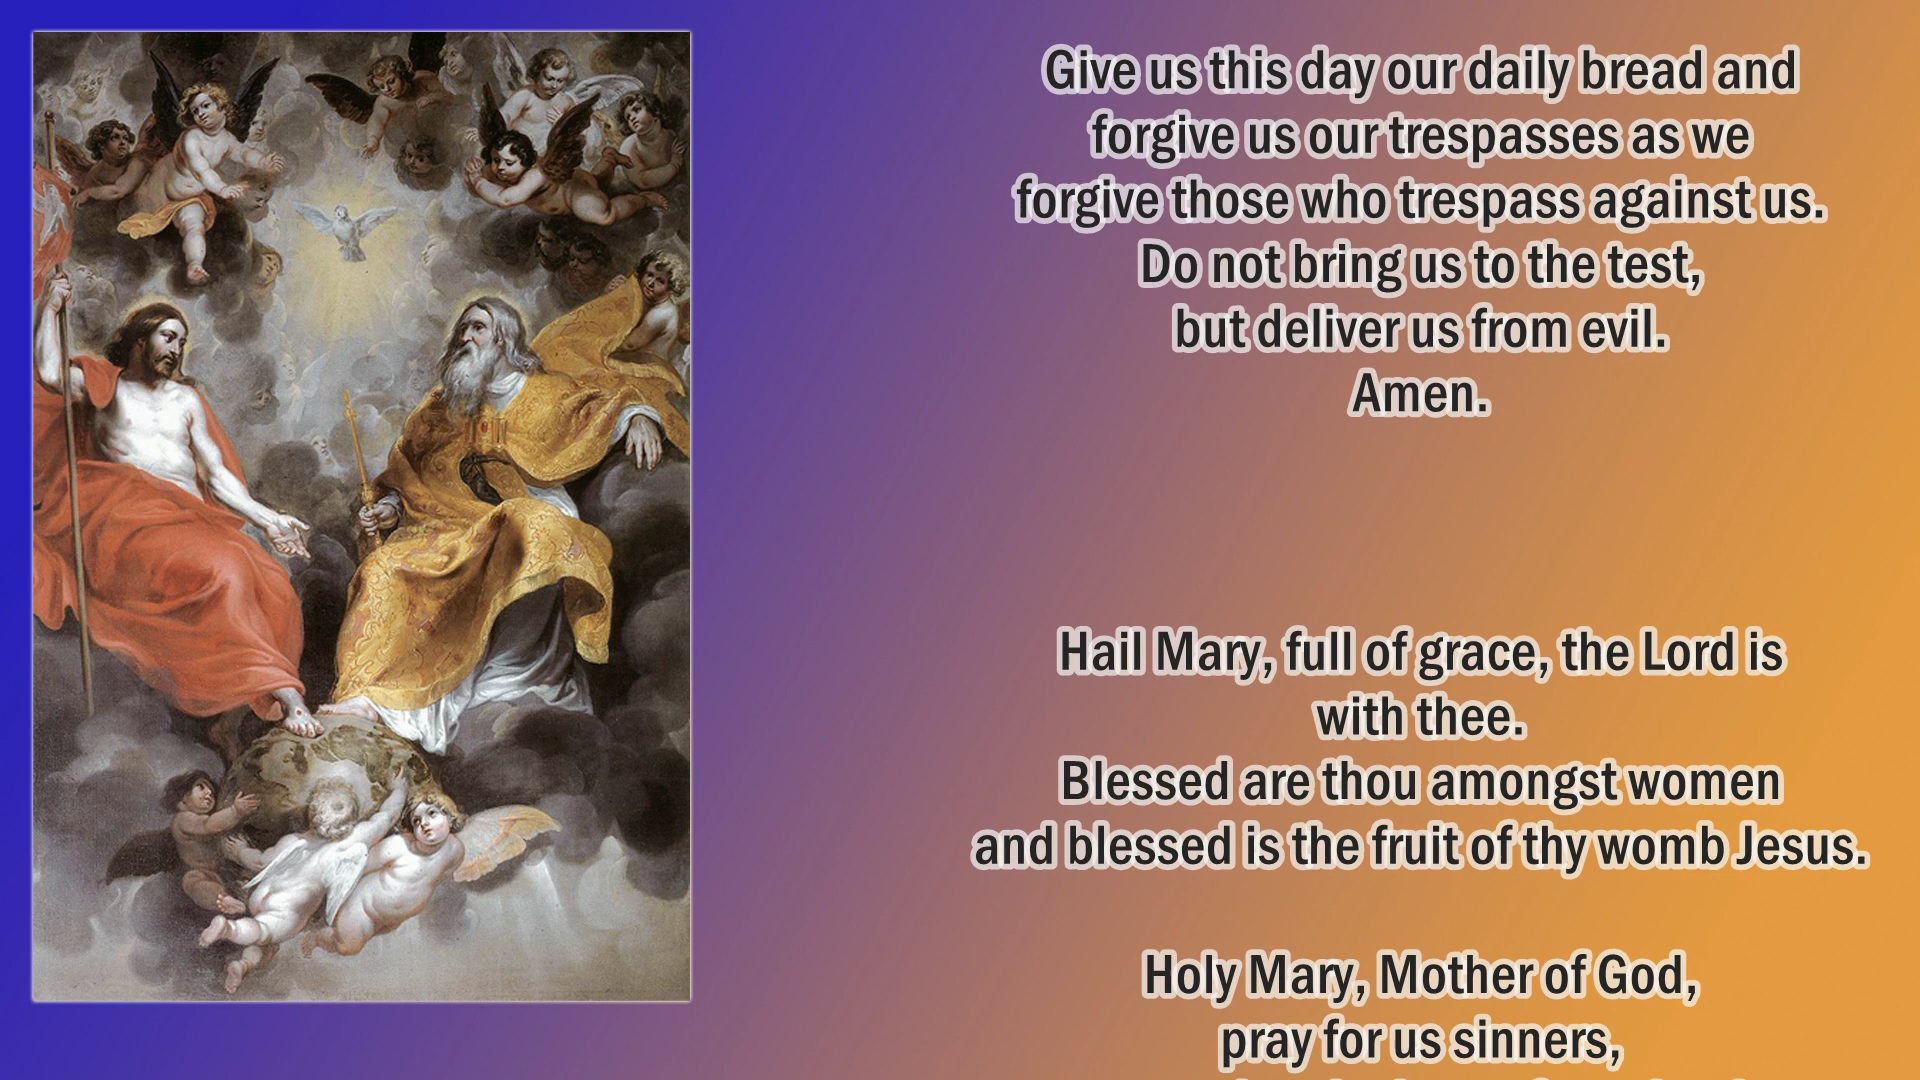 Give us this day our daily bread and
forgive us our trespasses as we
forgive those who trespass against us.
Do not bring us to the test,
but deliver us from evil.
Amen.
Hail Mary, full of grace, the Lord is
with thee.
Blessed are thou amongst women
and blessed is the fruit of thy womb Jesus.
Holy Mary, Mother of God,
pray for us sinners,